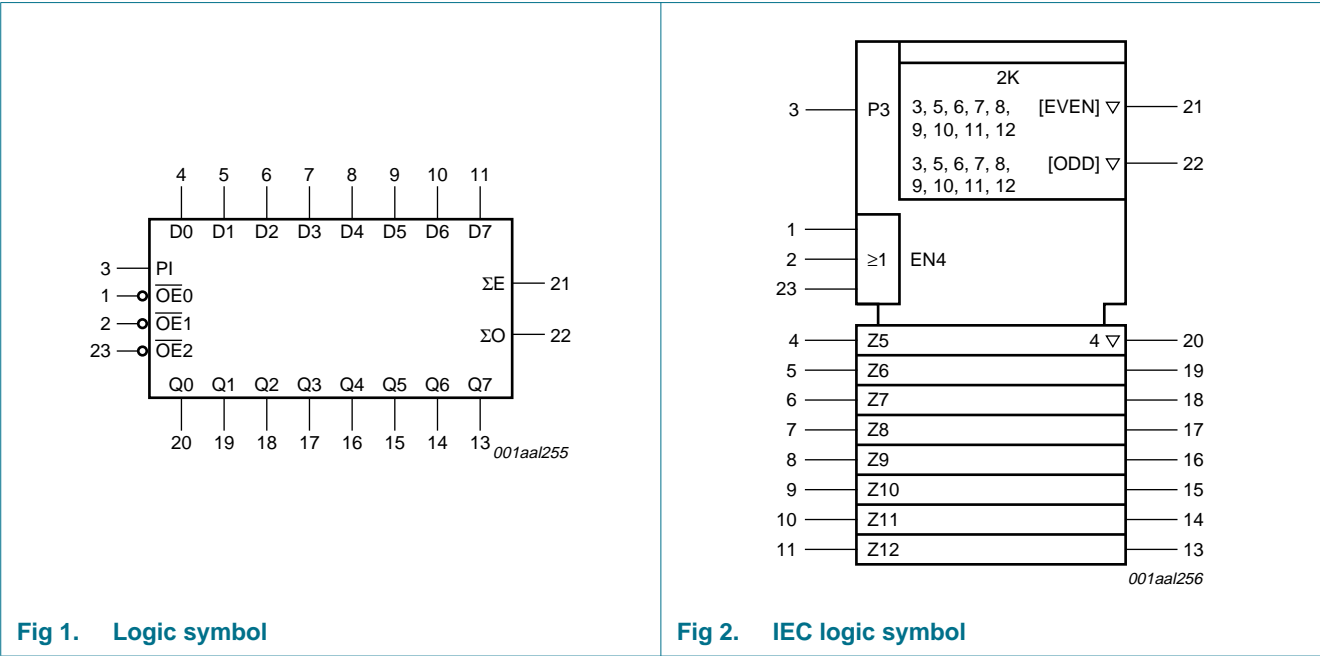 4 5 6 7 8 9 10 11
D0 D1 D2 D3 D4 D5 D6 D7
3 PI
ΣE 21
1 O̅E̅0
2 O̅E̅1
ΣO 22
23 O̅E̅2
Q0 Q1 Q2 Q3 Q4 Q5 Q6 Q7
20 19 18 17 16 15 14 13
001aal255
Fig 1. Logic symbol
2K
3 P3 3, 5, 6, 7, 8, [EVEN] ▽ 21
9, 10, 11, 12
3, 5, 6, 7, 8, [ODD] ▽ 22
9, 10, 11, 12
1
2 ≥1 EN4
23
4 Z5 4 ▽ 20
5 Z6 19
6 Z7 18
7 Z8 17
8 Z9 16
9 Z10 15
10 Z11 14
11 Z12 13
001aal256
Fig 2. IEC logic symbol